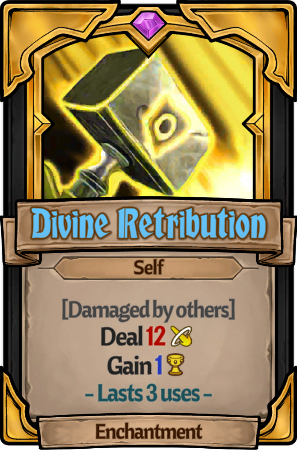 Divine Retribution
Self
[Damaged by others]
Deal 12
Gain 1
- Lasts 3 uses -
Enchantment